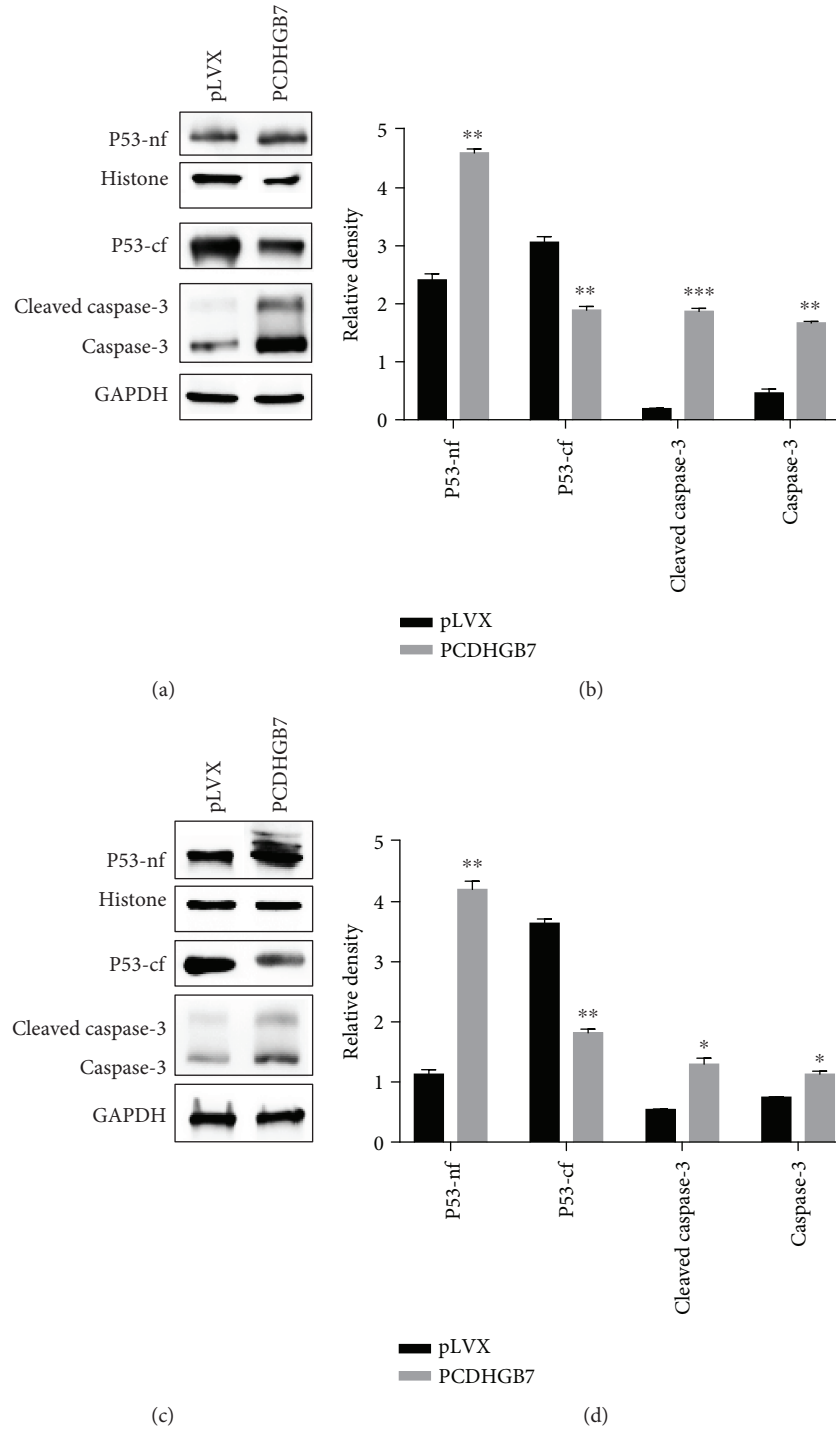 pLVX
PCDHGB7
P53-nf
Histone
P53-cf
Cleaved caspase-3
Caspase-3
GAPDH
Relative density
5
4
3
2
1
0
**
**
***
**
P53-nf
P53-cf
Cleaved caspase-3
Caspase-3
pLVX
PCDHGB7
(a)
(b)
pLVX
PCDHGB7
P53-nf
Histone
P53-cf
Cleaved caspase-3
Caspase-3
GAPDH
Relative density
5
4
3
2
1
0
**
**
*
*
P53-nf
P53-cf
Cleaved caspase-3
Caspase-3
pLVX
PCDHGB7
(c)
(d)